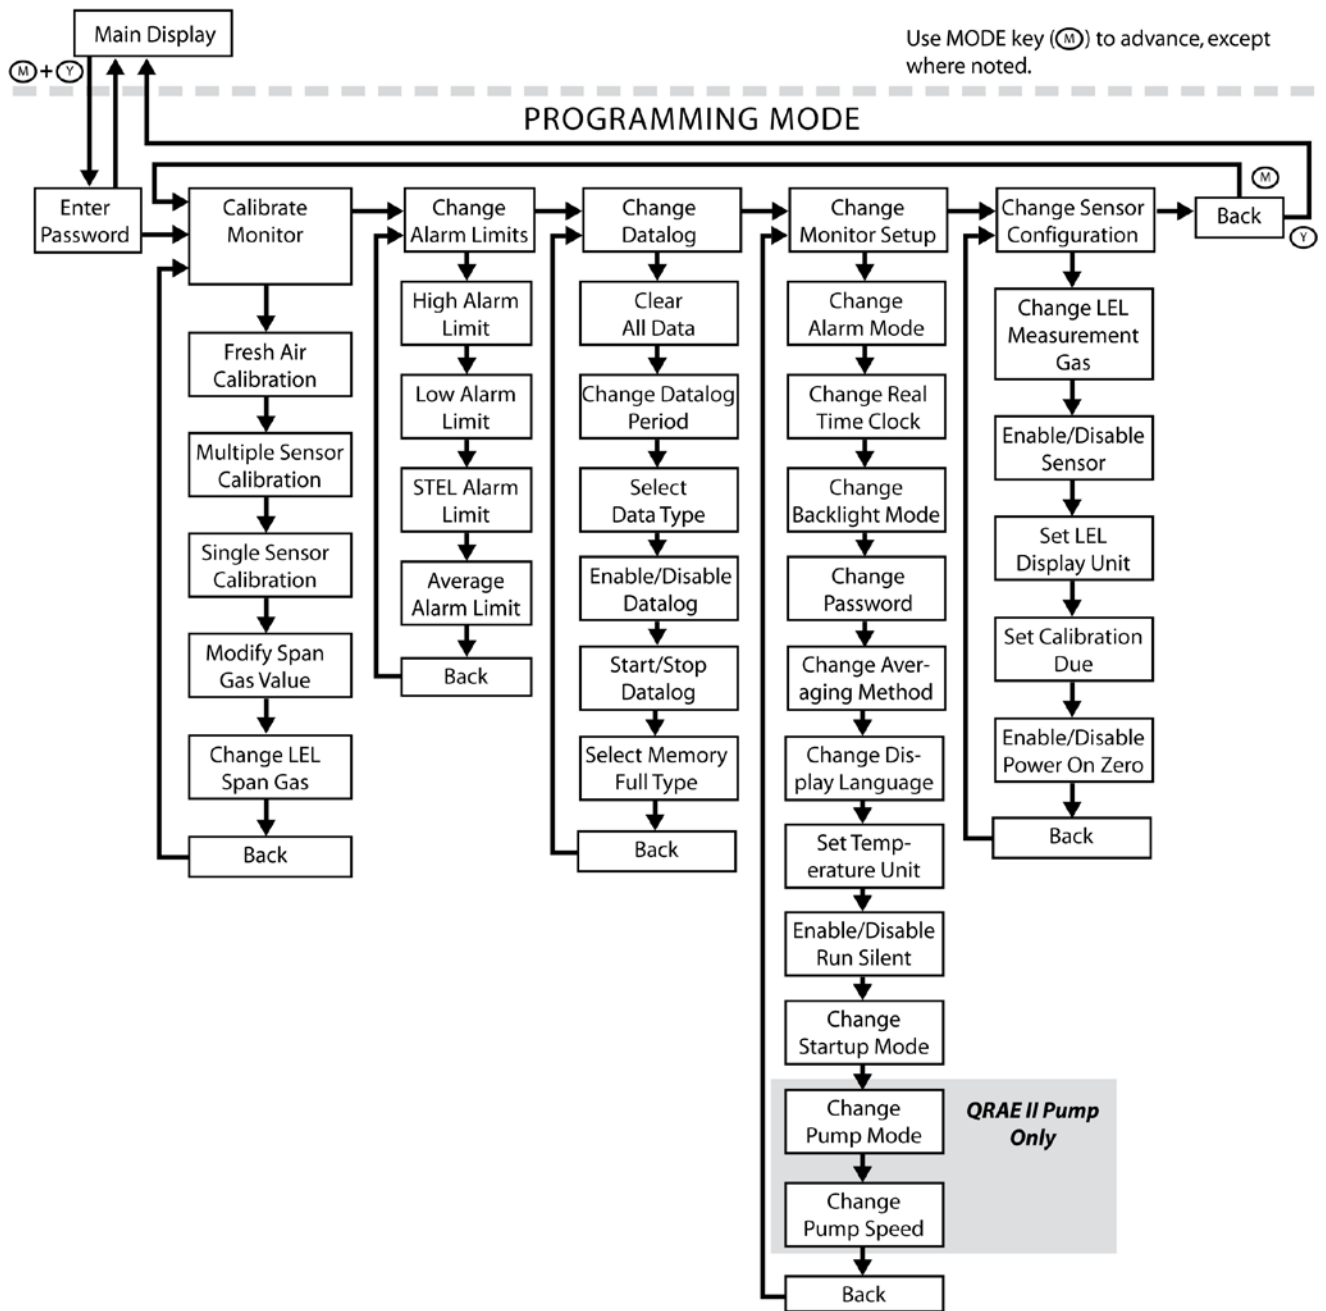 Main Display
Use MODE key (M) to advance, except
where noted.
M + Y
PROGRAMMING MODE
Enter
Password
Calibrate
Monitor
Change
Alarm Limits
Change
Datalog
Change
Monitor Setup
Change Sensor
Configuration
M
Back
Y
Fresh Air
Calibration
Multiple Sensor
Calibration
Single Sensor
Calibration
Modify Span
Gas Value
Change LEL
Span Gas
Back
High Alarm
Limit
Low Alarm
Limit
STEL Alarm
Limit
Average
Alarm Limit
Back
Clear
All Data
Change Datalog
Period
Select
Data Type
Enable/Disable
Datalog
Start/Stop
Datalog
Select Memory
Full Type
Back
Change
Alarm Mode
Change Real
Time Clock
Change
Backlight Mode
Change
Password
Change Aver-
aging Method
Change Dis-
play Language
Set Temp-
erature Unit
Enable/Disable
Run Silent
Change
Startup Mode
Change
Pump Mode
QRAE II Pump
Only
Change
Pump Speed
Back
Change LEL
Measurement
Gas
Enable/Disable
Sensor
Set LEL
Display Unit
Set Calibration
Due
Enable/Disable
Power On Zero
Back